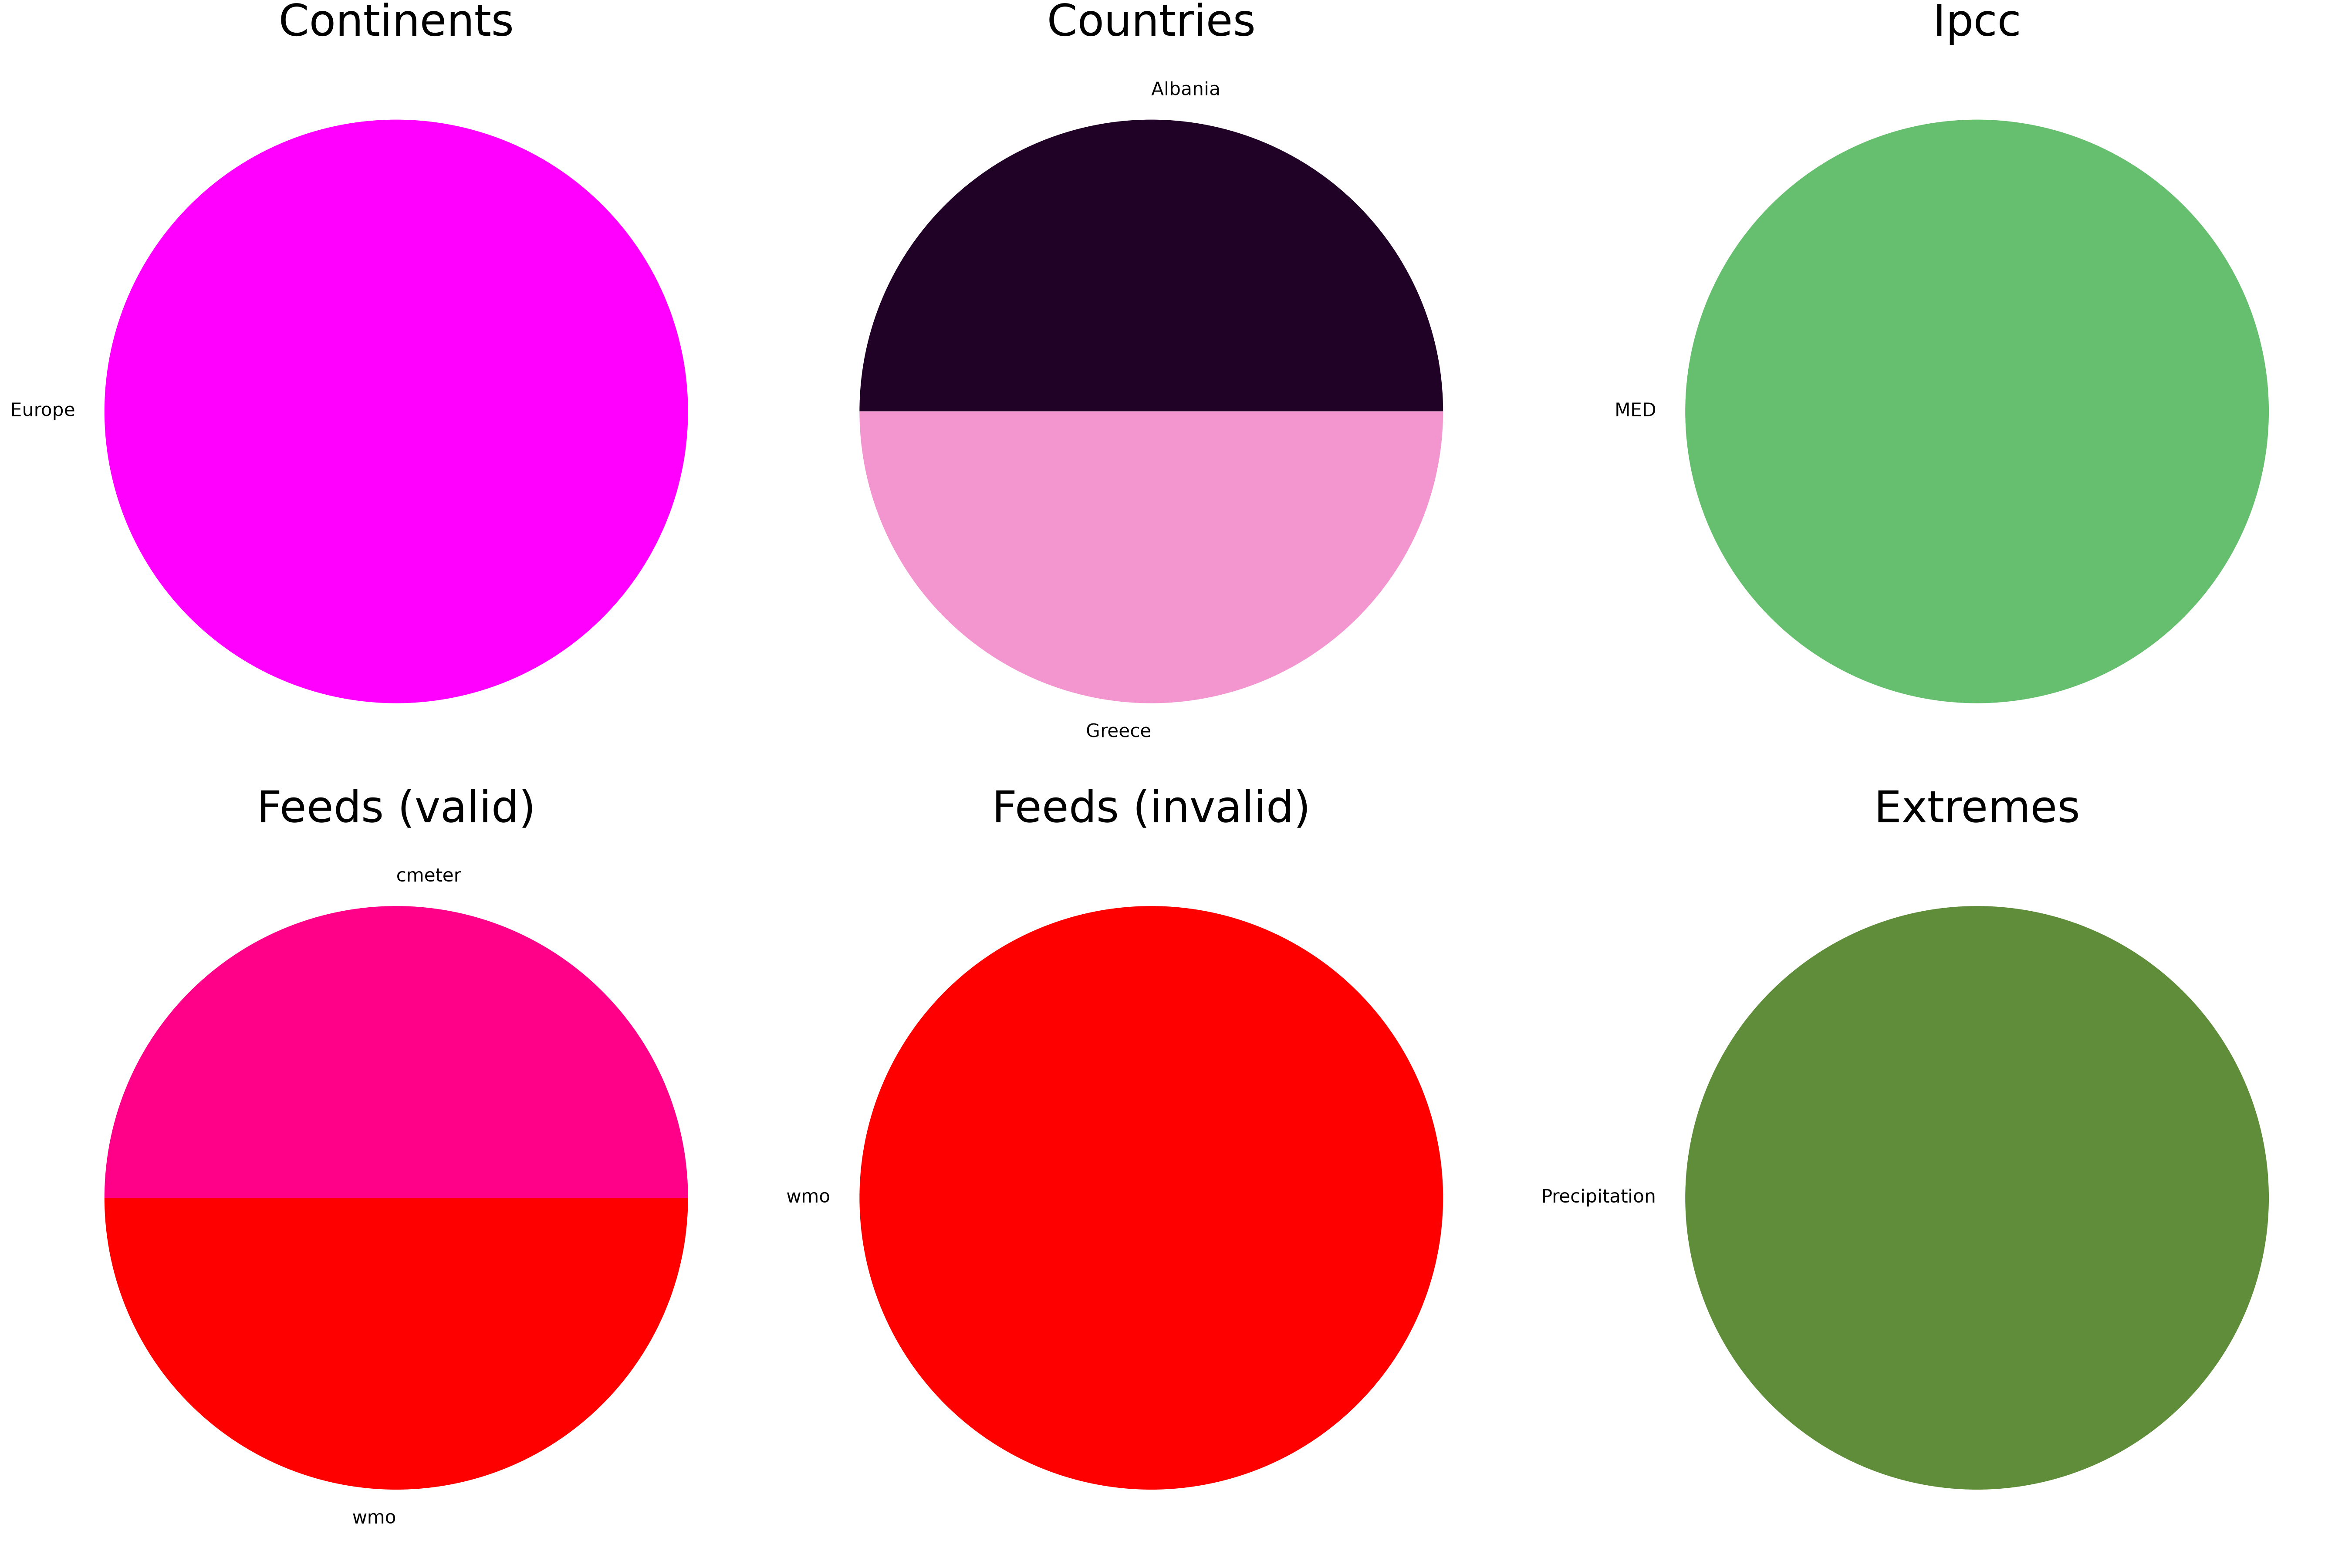 Continents
Countries
Ipcc
Albania
Europe
MED
Greece
Feeds (valid)
Feeds (invalid)
Extremes
cmeter
wmo
Precipitation
wmo